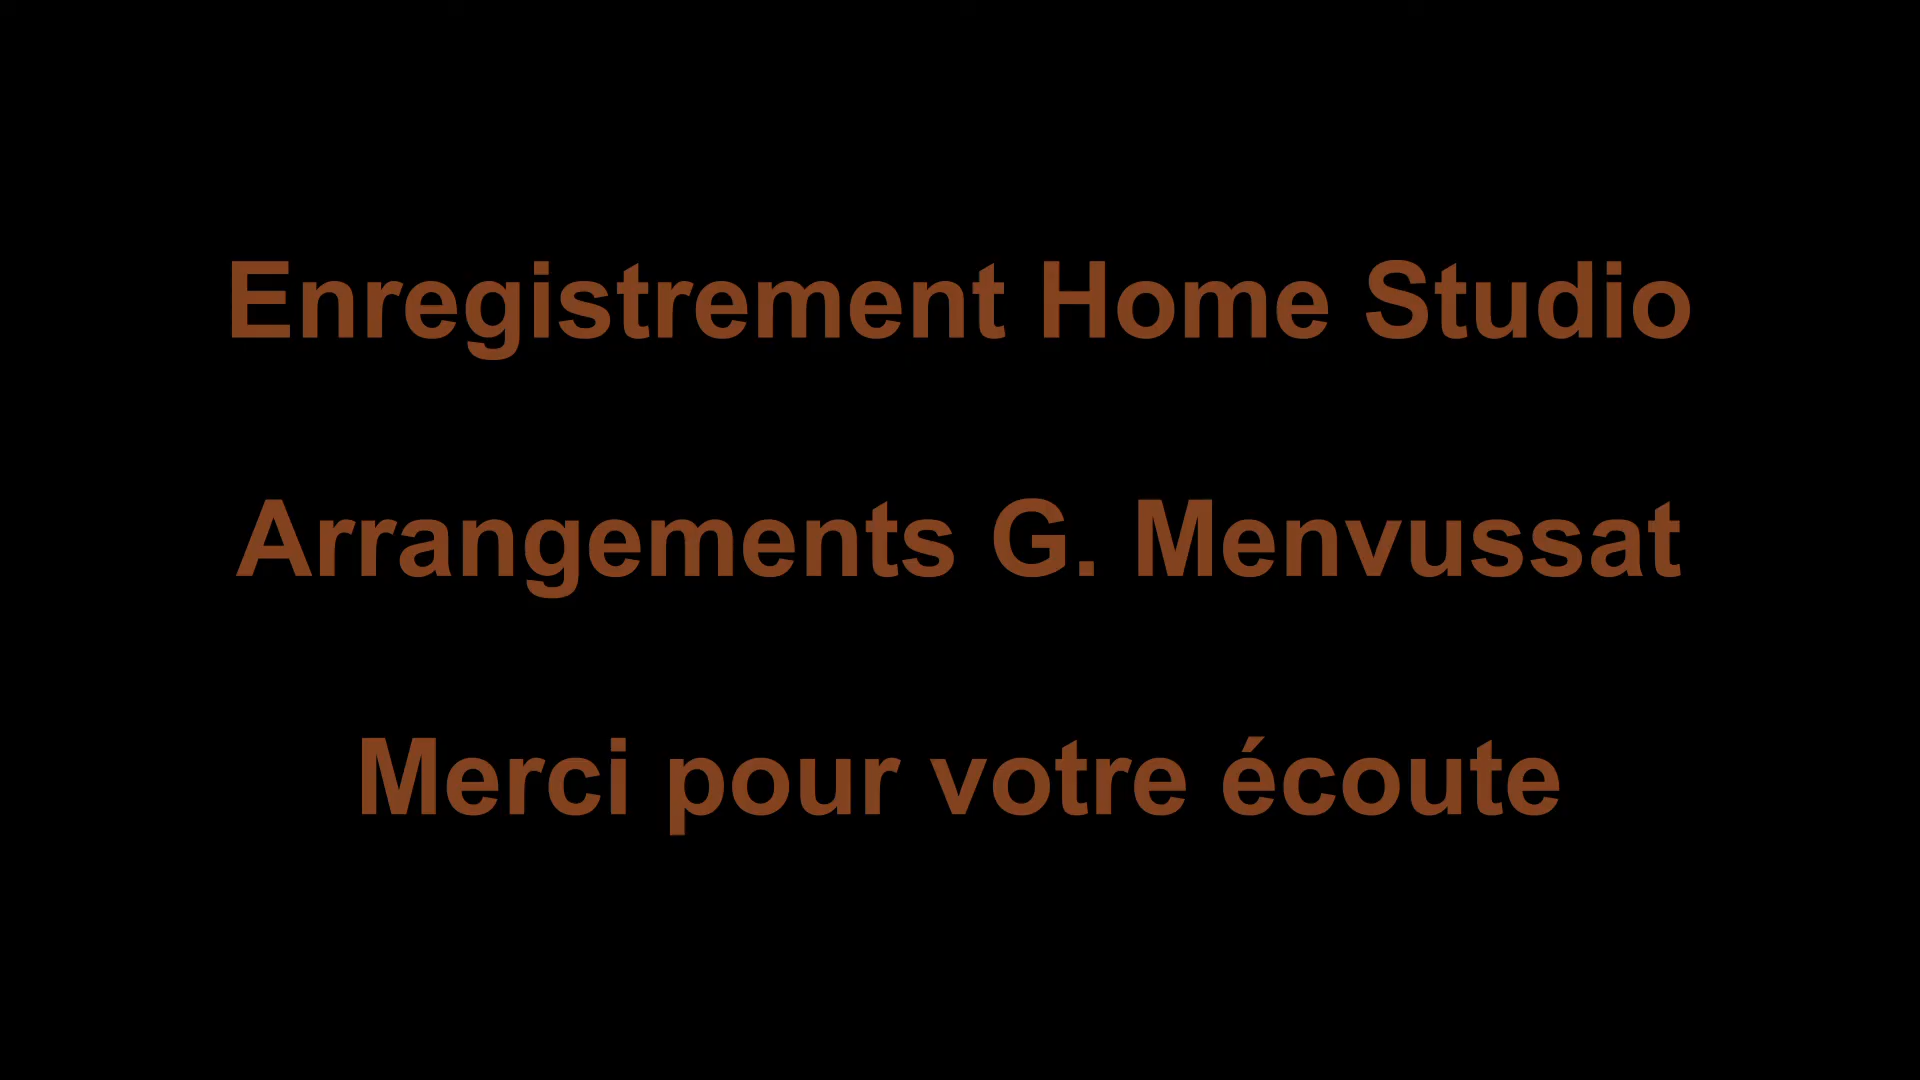 Enregistrement Home Studio
Arrangements G. Menvussat
Merci pour votre écoute